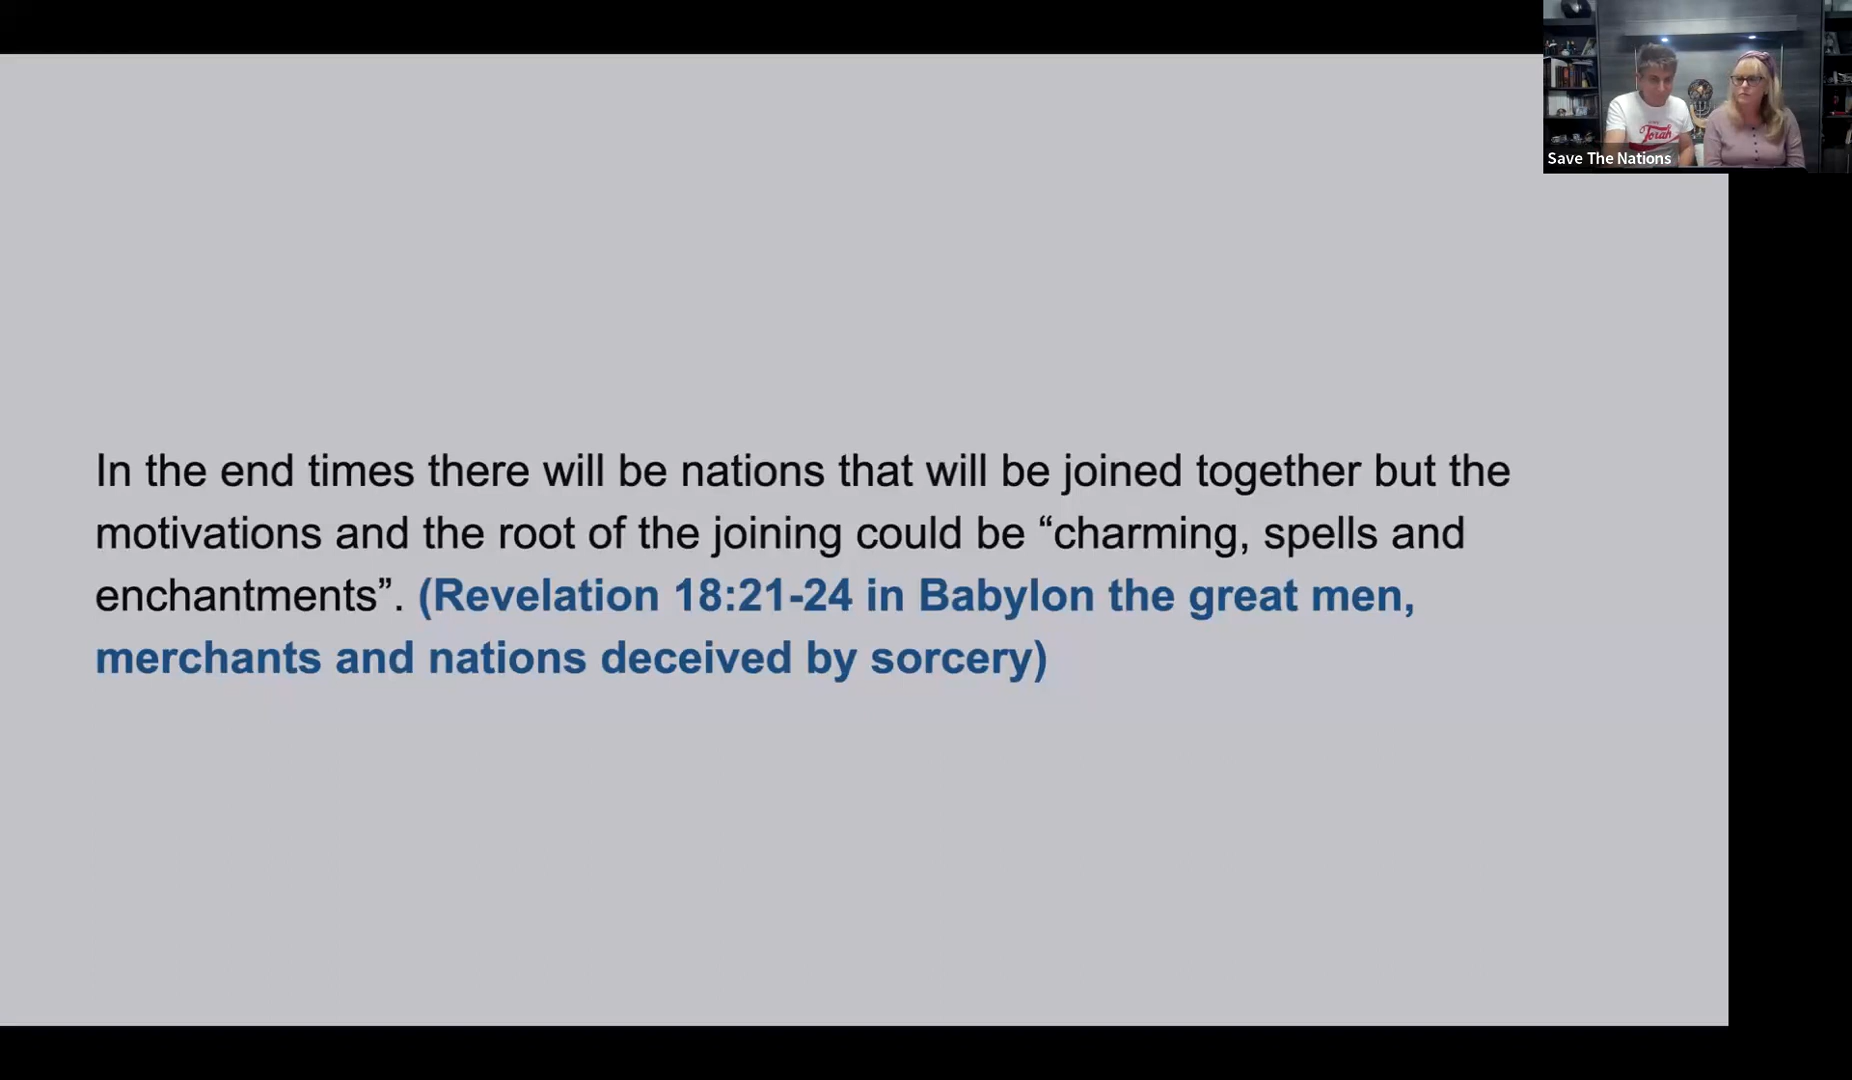 Torah
Save The Nations
In the end times there will be nations that will be joined together but the
motivations and the root of the joining could be “charming, spells and
enchantments”. (Revelation 18:21-24 in Babylon the great men,
merchants and nations deceived by sorcery)